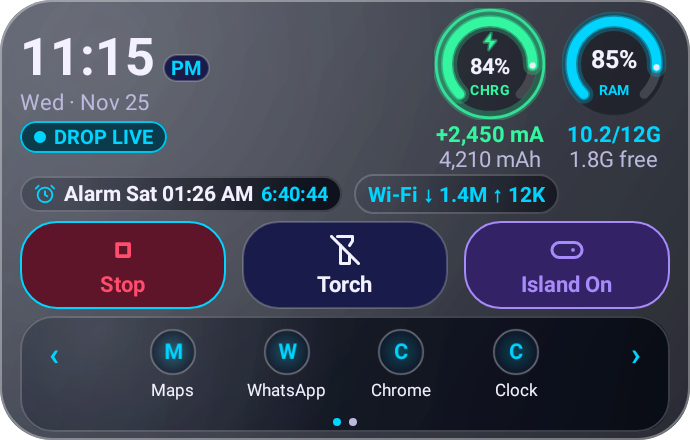 11:15 PM
Wed · Nov 25
DROP LIVE
84%
CHRG
+2,450 mA
4,210 mAh
85%
RAM
10.2/12G
1.8G free
Alarm Sat 01:26 AM 6:40:44
Wi-Fi ↓ 1.4M ↑ 12K
Stop
Torch
Island On
‹
M
Maps
W
WhatsApp
C
Chrome
C
Clock
›